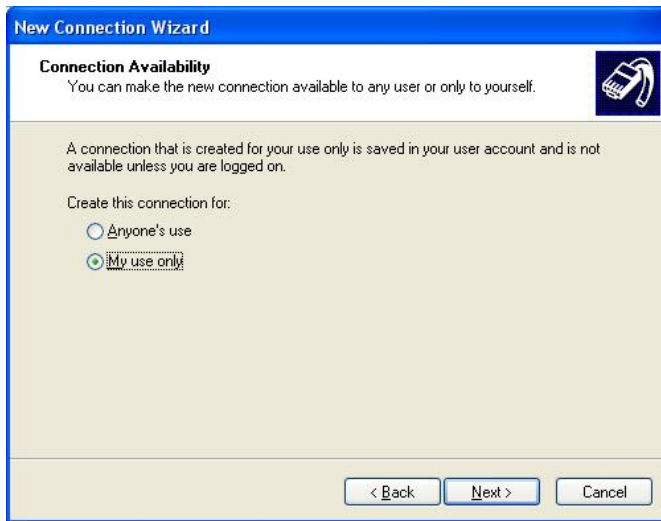 New Connection Wizard
Connection Availability
You can make the new connection available to any user or only to yourself.
A connection that is created for your use only is saved in your user account and is not
available unless you are logged on.
Create this connection for:
Anyone's use
My use only
< Back
Next >
Cancel